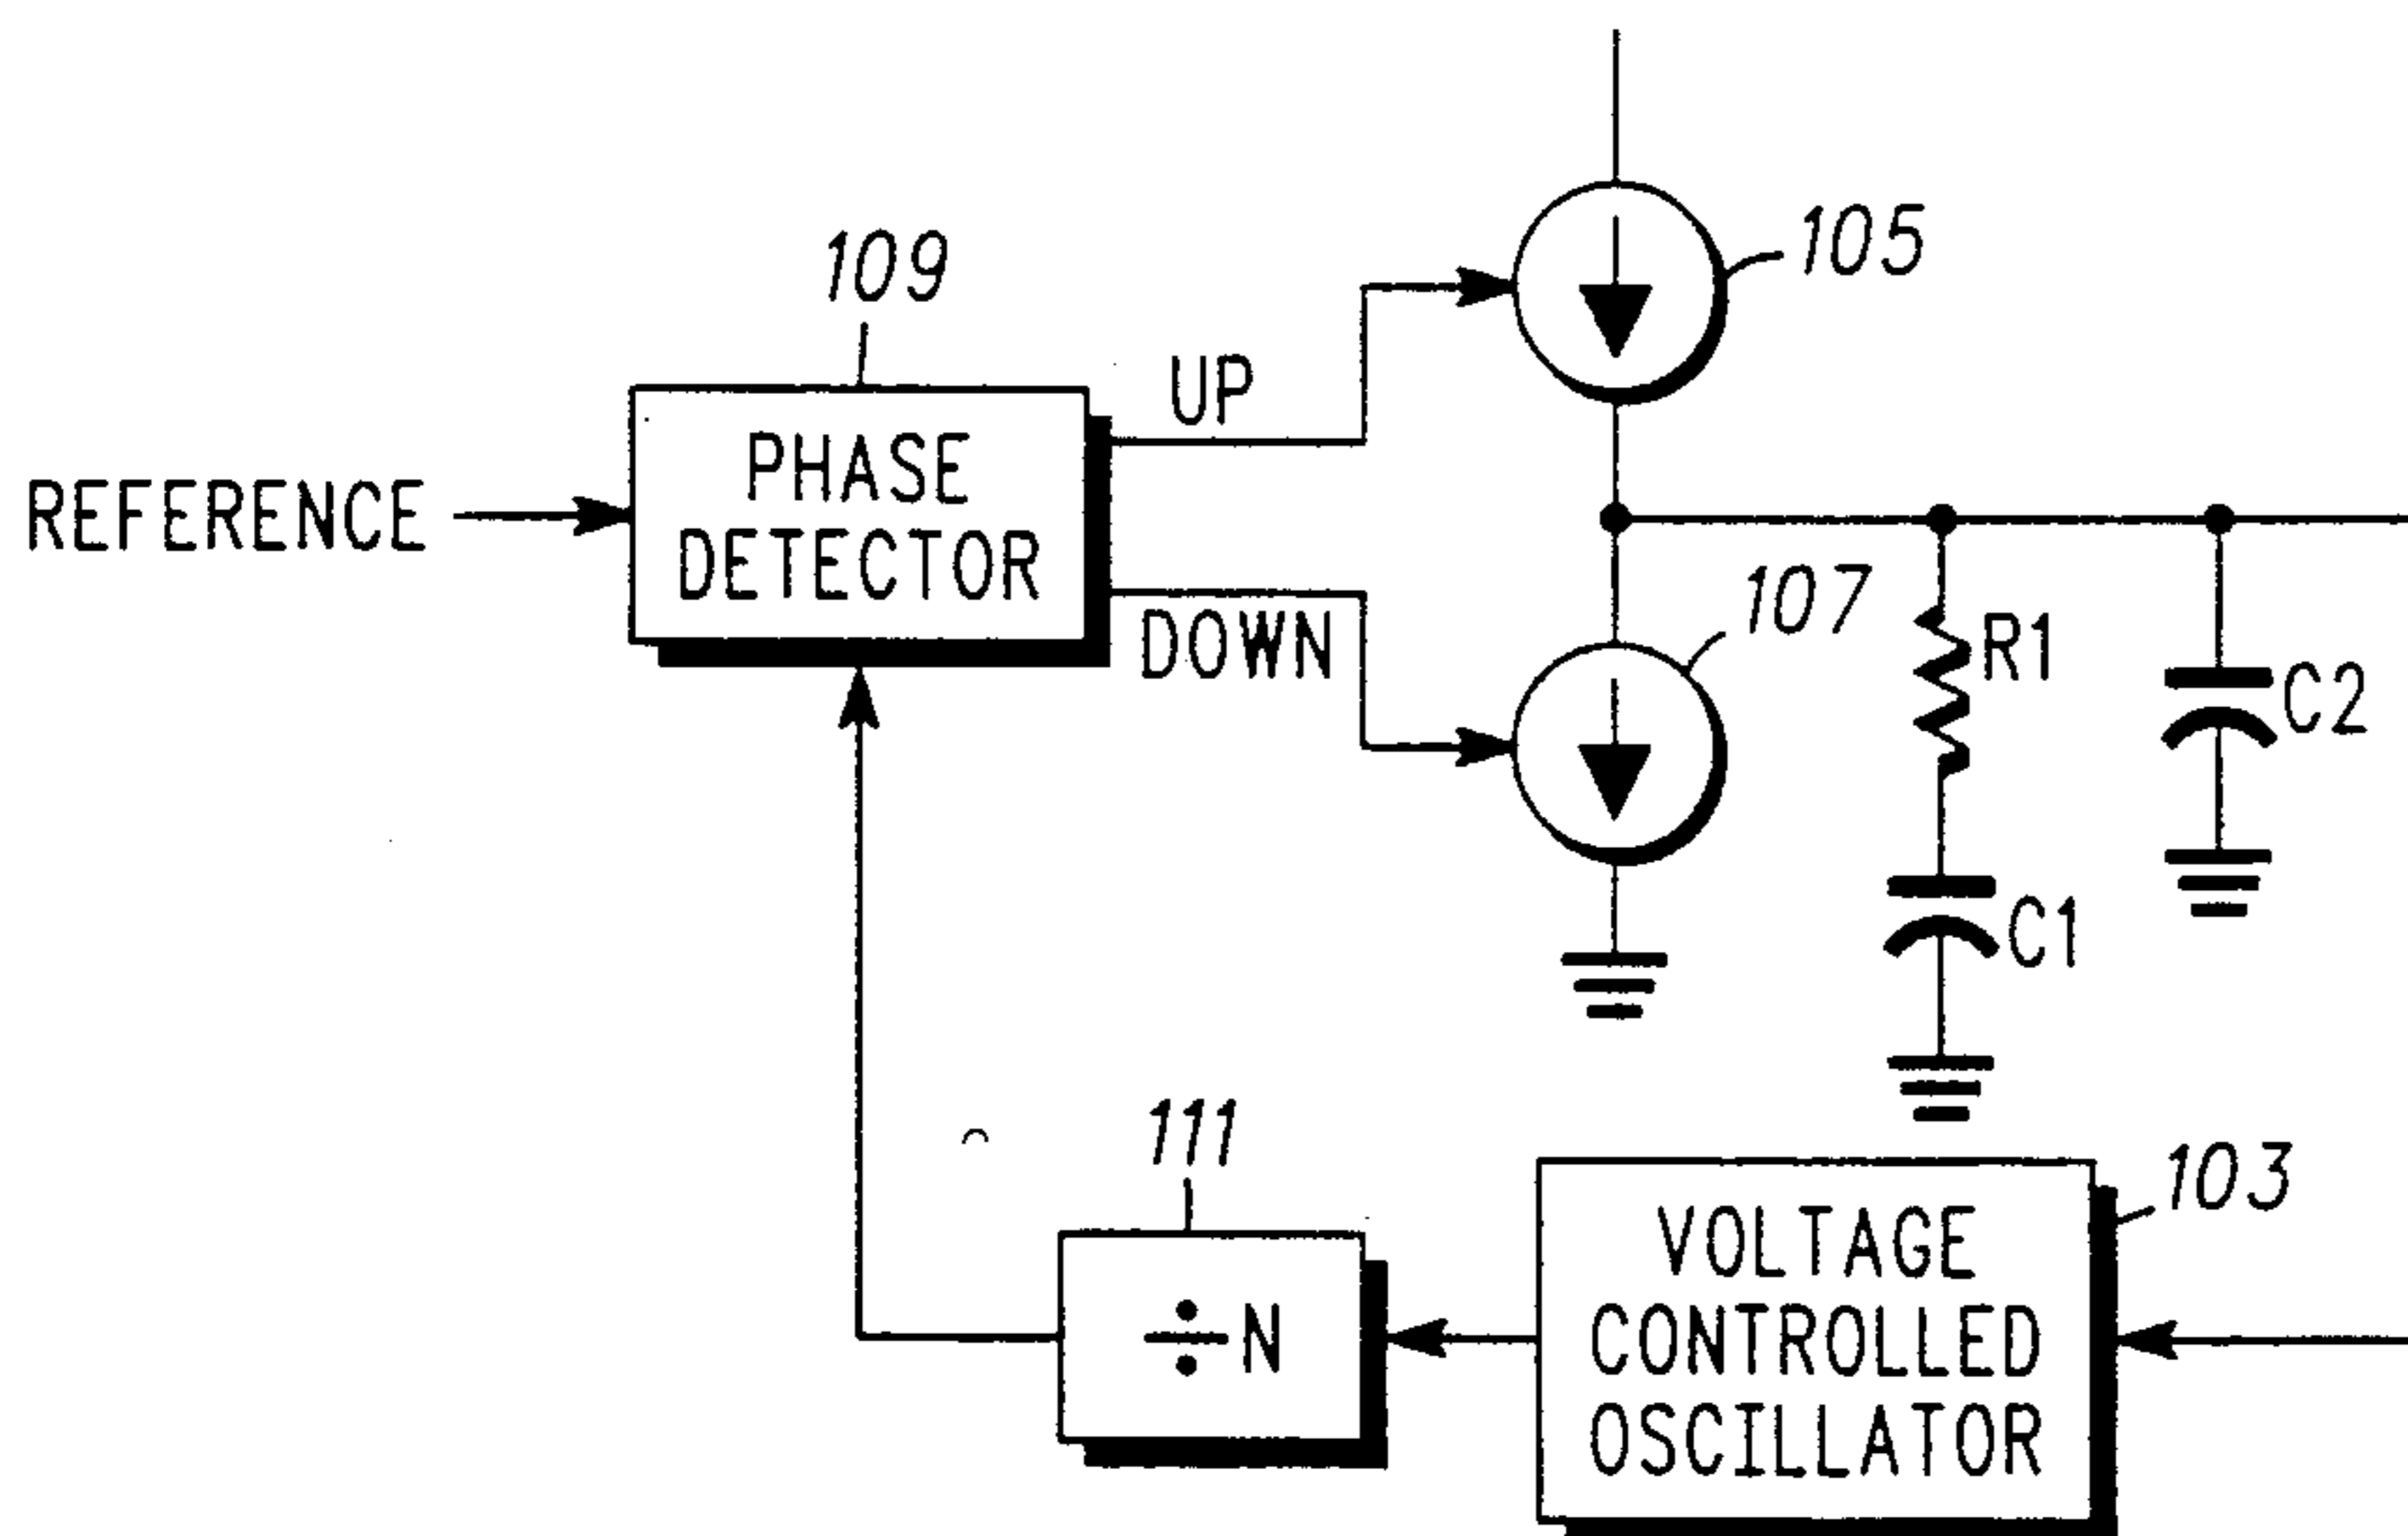 105
109
UP
REFERENCE
PHASE
DETECTOR
DOWN
107
R1
C2
C1
111
103
÷N
VOLTAGE
CONTROLLED
OSCILLATOR